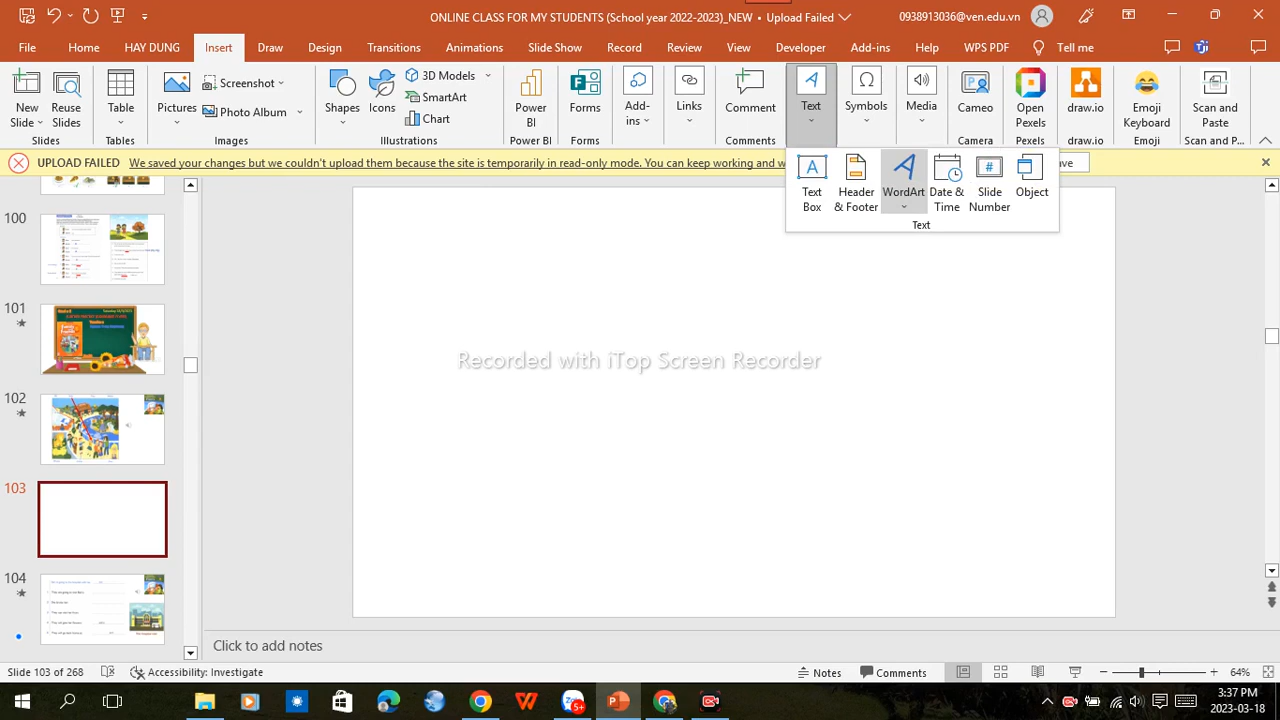 ONLINE CLASS FOR MY STUDENTS (School year 2022-2023)_NEW • Upload Failed
0938913036@ven.edu.vn
File Home HAY DUNG Insert Draw Design Transitions Animations Slide Show Record Review View Developer Add-ins Help WPS PDF Tell me
New Slide
Reuse Slides
Table
Pictures
Screenshot
Photo Album
Shapes
Icons
3D Models
SmartArt
Chart
Power BI
Forms
Add-ins
Links
Comment
Text
Symbols
Media
Cameo
Open Pexels
draw.io
Emoji Keyboard
Scan and Paste
Slides Tables Images Illustrations Power BI Forms Comments Camera Pexels draw.io Emoji Scan and P...
UPLOAD FAILED We saved your changes but we couldn't upload them because the site is temporarily in read-only mode. You can keep working and w
Text Box
Header & Footer
WordArt
Date & Time
Slide Number
Object
Text
100
101
102
103
104
Recorded with iTop Screen Recorder
Click to add notes
Slide 103 of 268 Accessibility: Investigate Notes Comments 64%
3:37 PM
2023-03-18